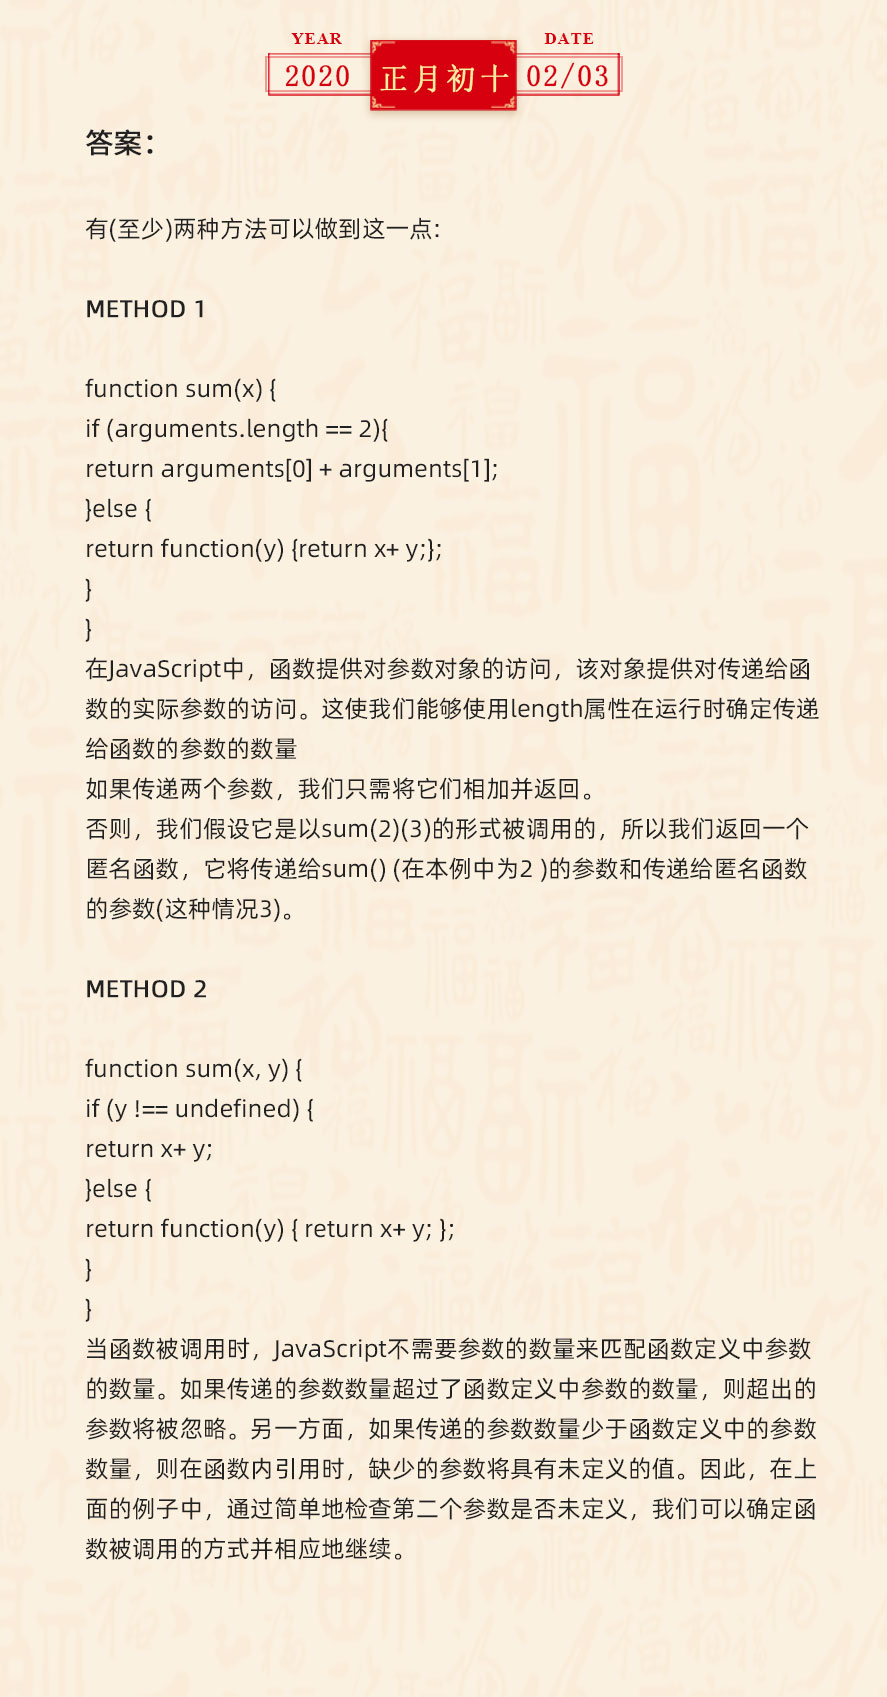 YEAR
DATE
2020
正月初十
02/03
答案：
有(至少)两种方法可以做到这一点:
METHOD 1
function sum(x) {
if (arguments.length == 2){
return arguments[0] + arguments[1];
}else {
return function(y) {return x+ y;};
}
}
在JavaScript中，函数提供对参数对象的访问，该对象提供对传递给函
数的实际参数的访问。这使我们能够使用length属性在运行时确定传递
给函数的参数的数量
如果传递两个参数，我们只需将它们相加并返回。
否则，我们假设它是以sum(2)(3)的形式被调用的，所以我们返回一个
匿名函数，它将传递给sum() (在本例中为2 )的参数和传递给匿名函数
的参数(这种情况3)。
METHOD 2
function sum(x, y) {
if (y !== undefined) {
return x+ y;
}else {
return function(y) { return x+ y; };
}
}
当函数被调用时，JavaScript不需要参数的数量来匹配函数定义中参数
的数量。如果传递的参数数量超过了函数定义中参数的数量，则超出的
参数将被忽略。另一方面，如果传递的参数数量少于函数定义中的参数
数量，则在函数内引用时，缺少的参数将具有未定义的值。因此，在上
面的例子中，通过简单地检查第二个参数是否未定义，我们可以确定函
数被调用的方式并相应地继续。